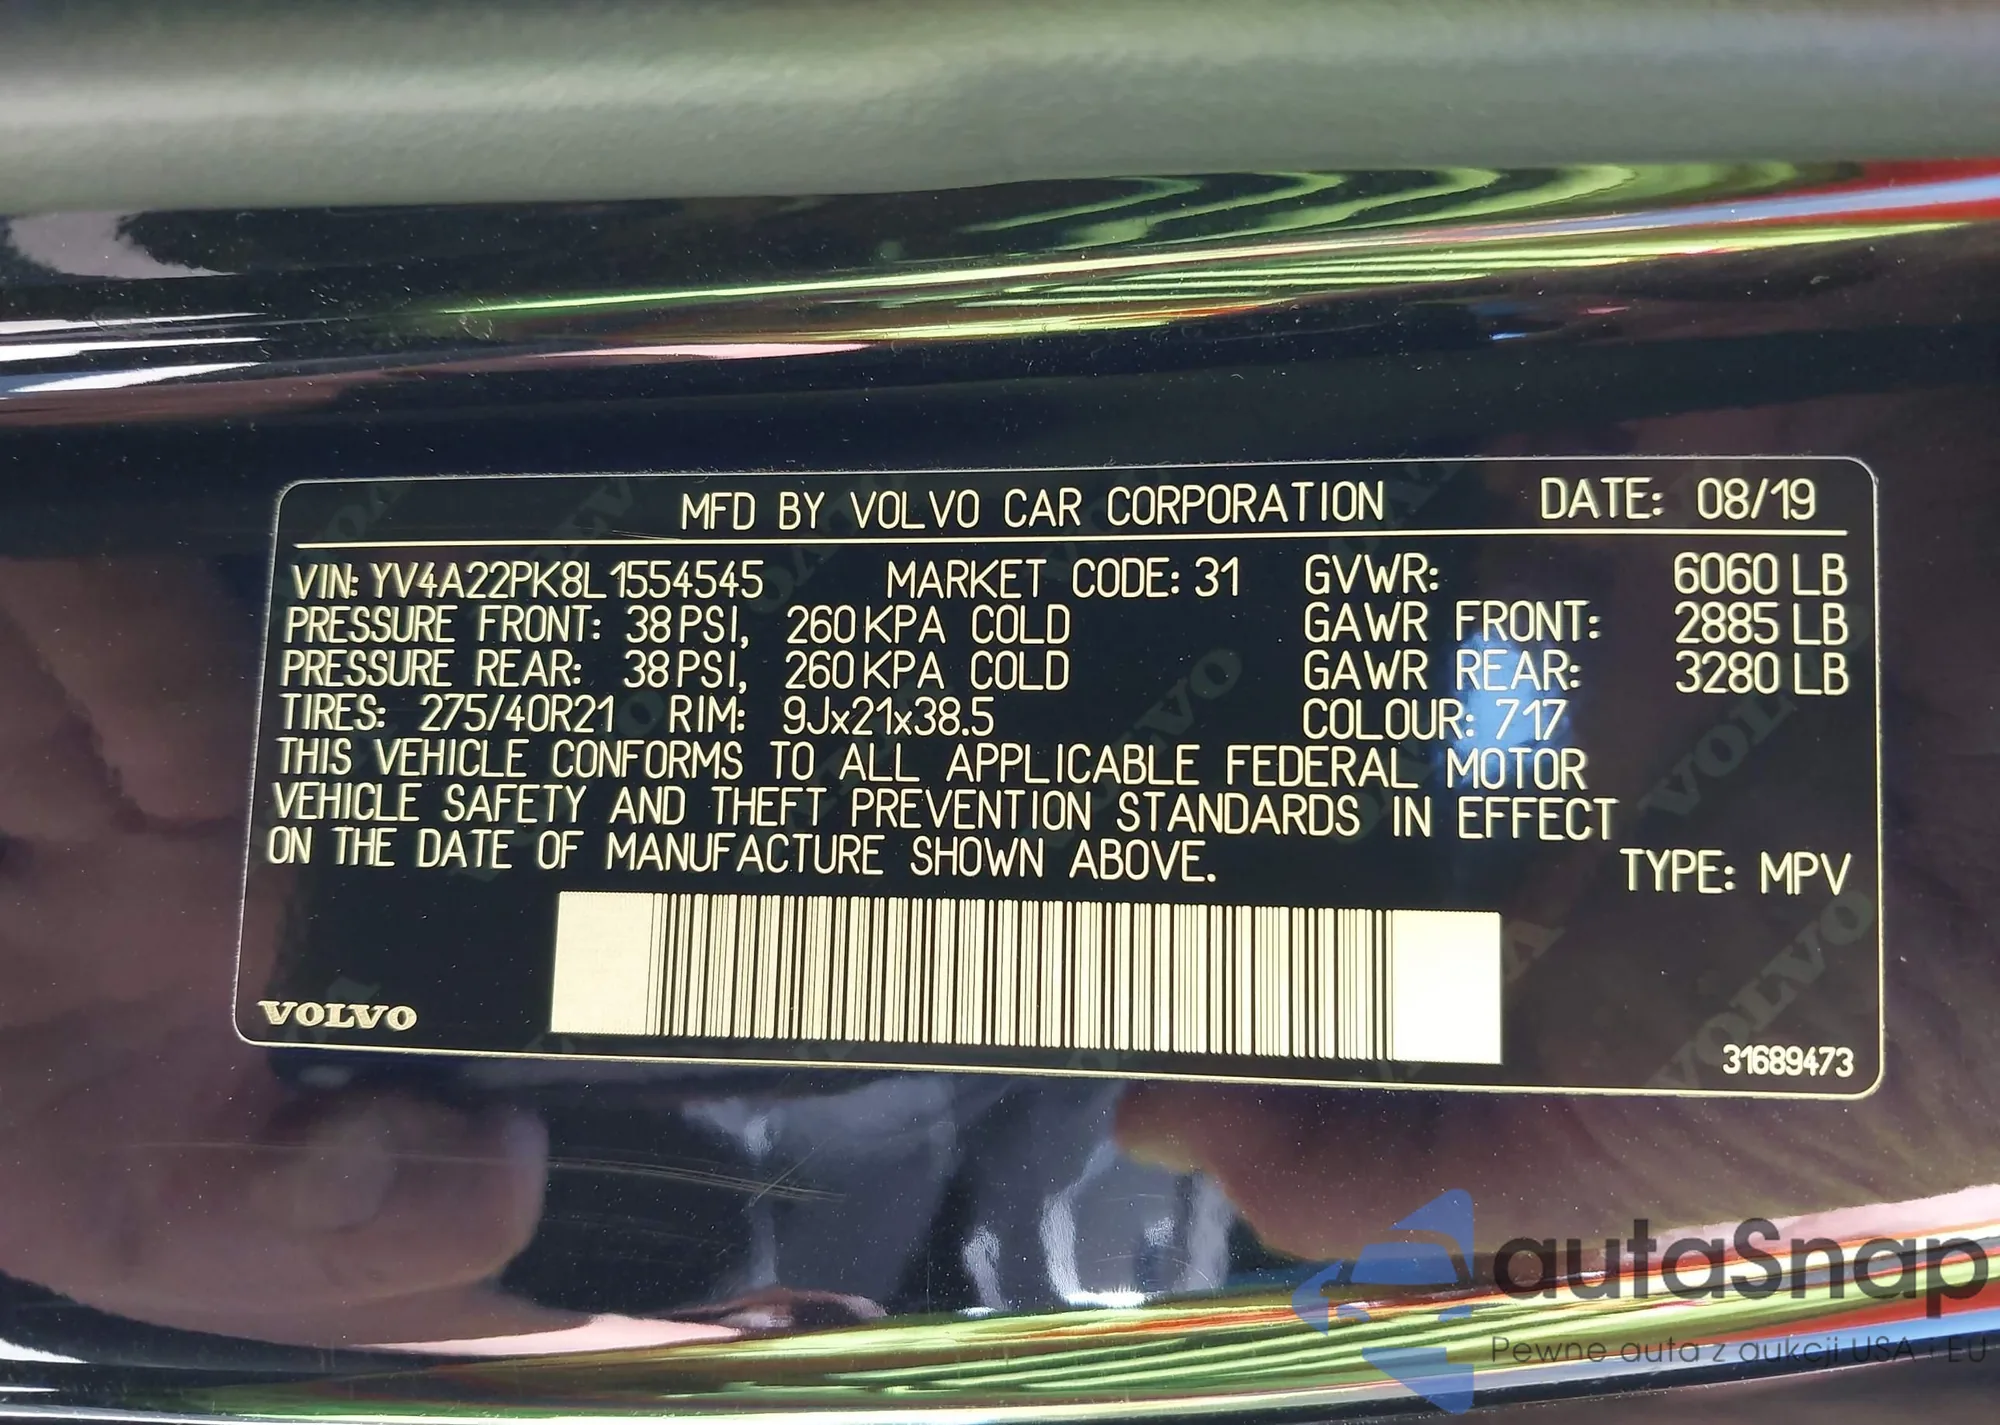 MFD BY VOLVO CAR CORPORATION DATE: 08/19
VIN: YV4A22PK8L1554545 MARKET CODE: 31 GVWR: 6060 LB
PRESSURE FRONT: 38 PSI, 260 KPA COLD GAWR FRONT: 2885 LB
PRESSURE REAR: 38 PSI, 260 KPA COLD GAWR REAR: 3280 LB
TIRES: 275/40R21 RIM: 9Jx21x38.5 COLOUR: 717
THIS VEHICLE CONFORMS TO ALL APPLICABLE FEDERAL MOTOR
VEHICLE SAFETY AND THEFT PREVENTION STANDARDS IN EFFECT
ON THE DATE OF MANUFACTURE SHOWN ABOVE.
TYPE: MPV
VOLVO
31689473
autaSnap
Pewne auta z aukcji USA i EU